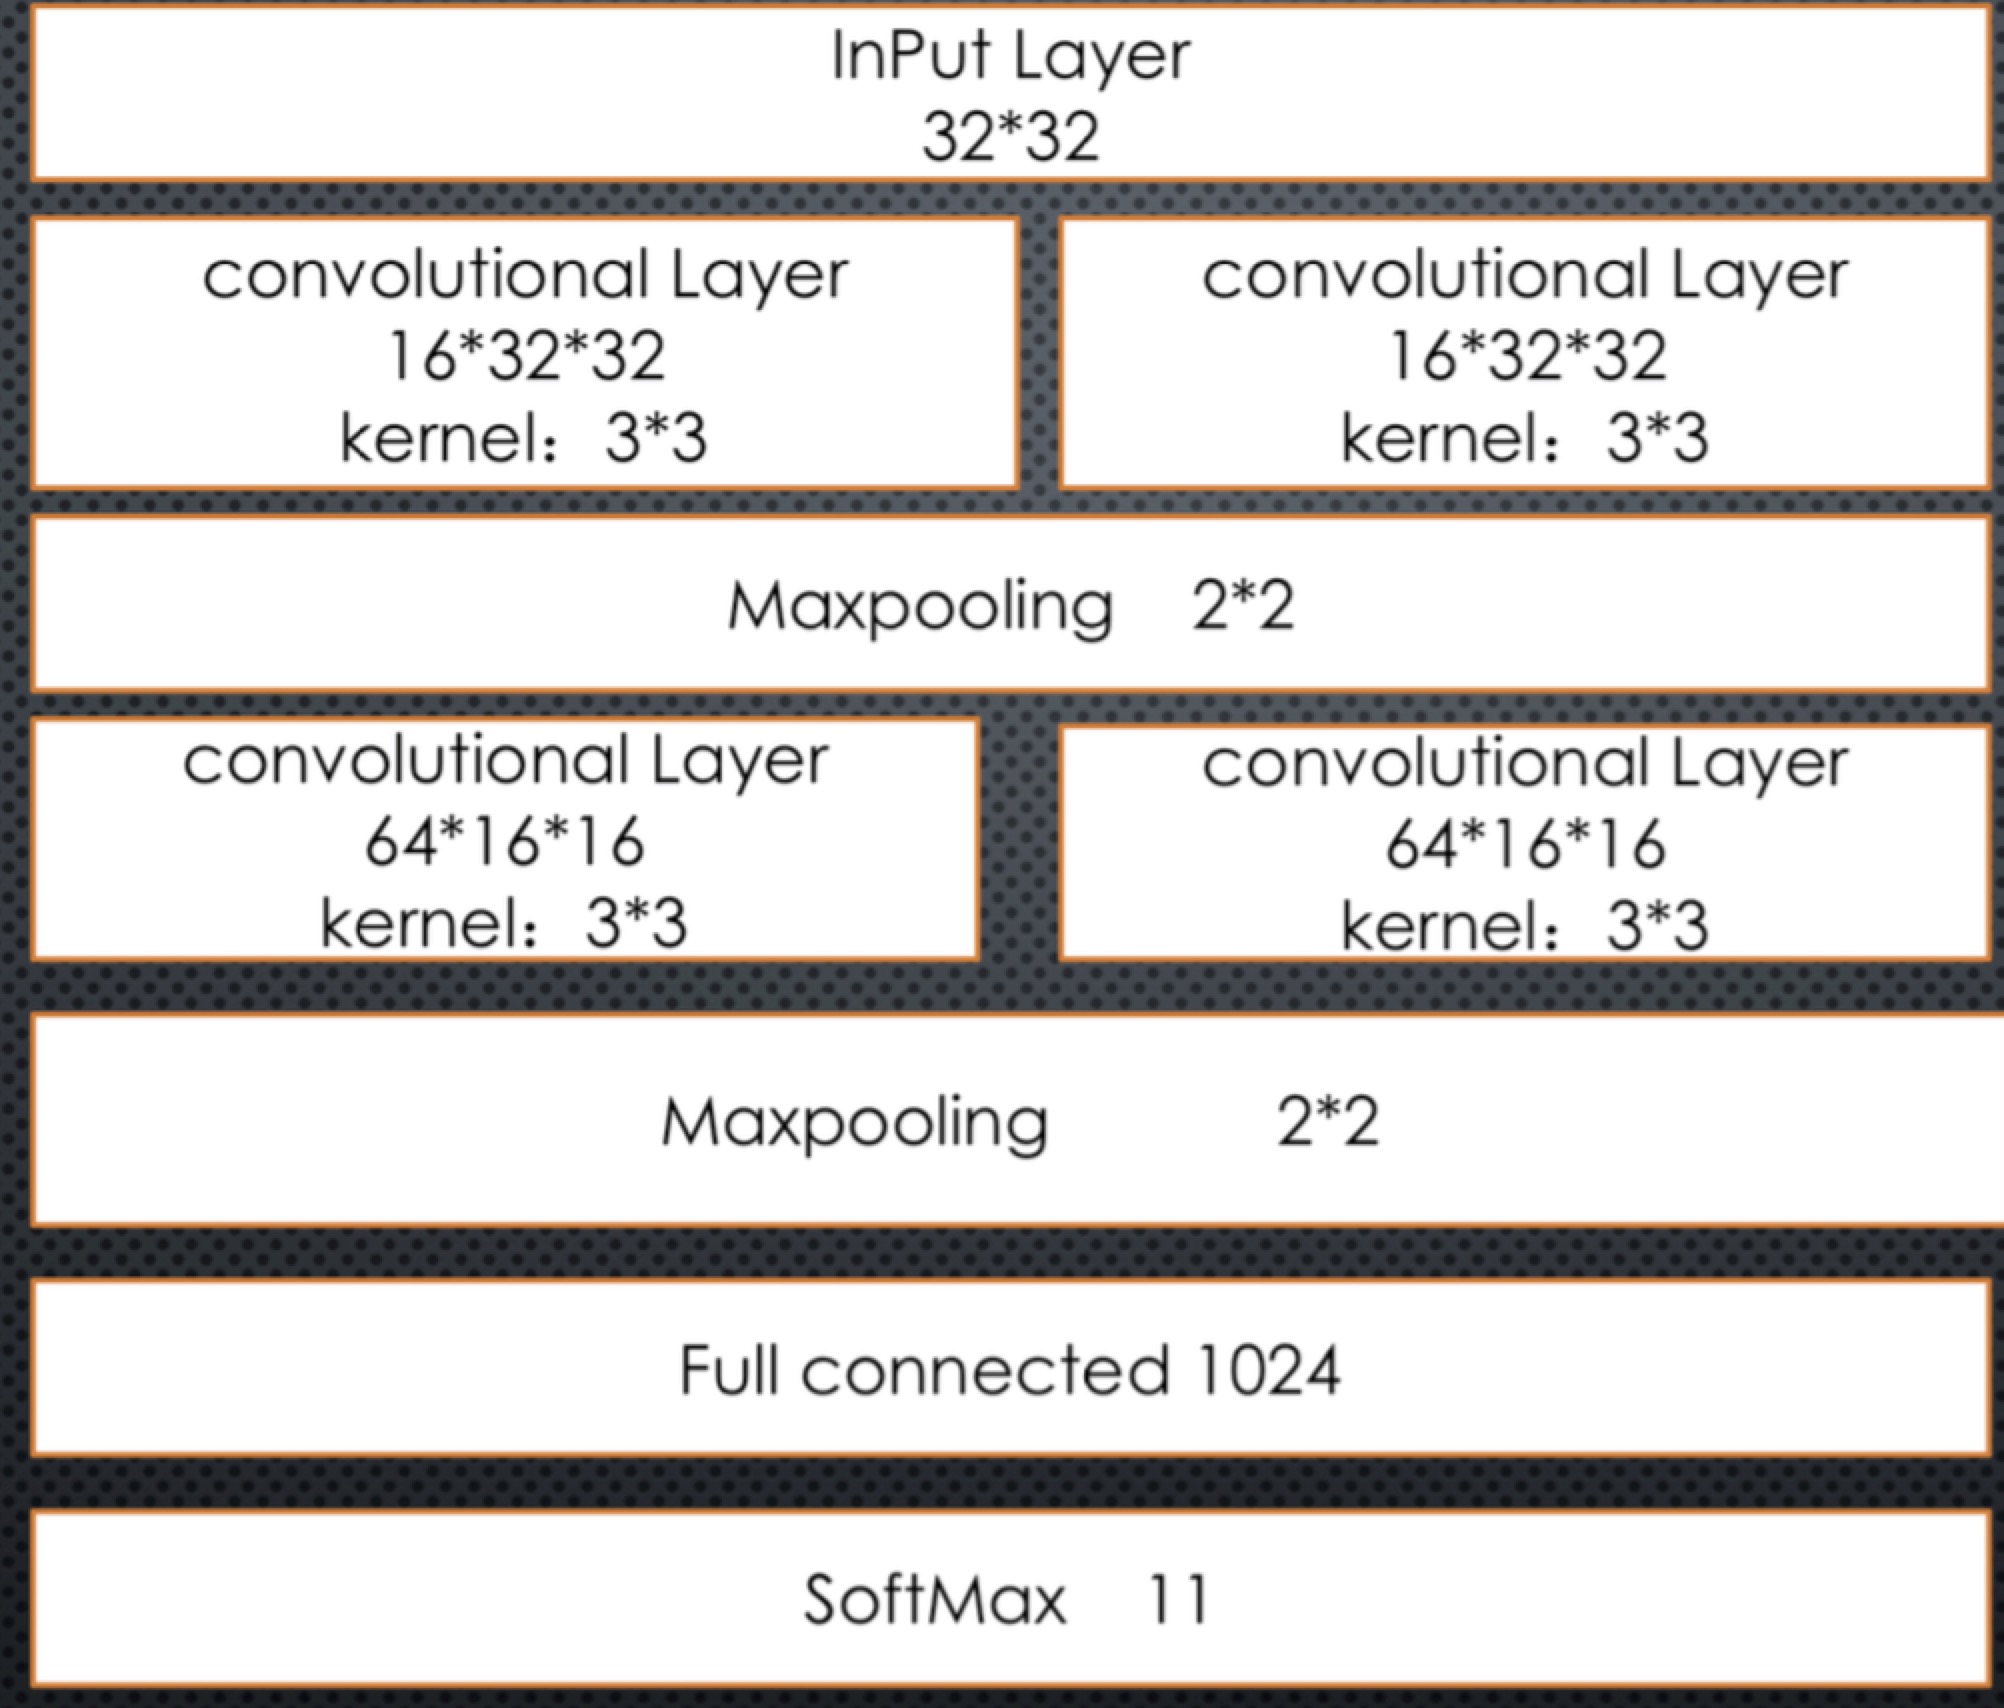 InPut Layer
32*32
convolutional Layer
16*32*32
kernel：3*3
convolutional Layer
16*32*32
kernel：3*3
Maxpooling 2*2
convolutional Layer
64*16*16
kernel：3*3
convolutional Layer
64*16*16
kernel：3*3
Maxpooling 2*2
Full connected 1024
SoftMax 11